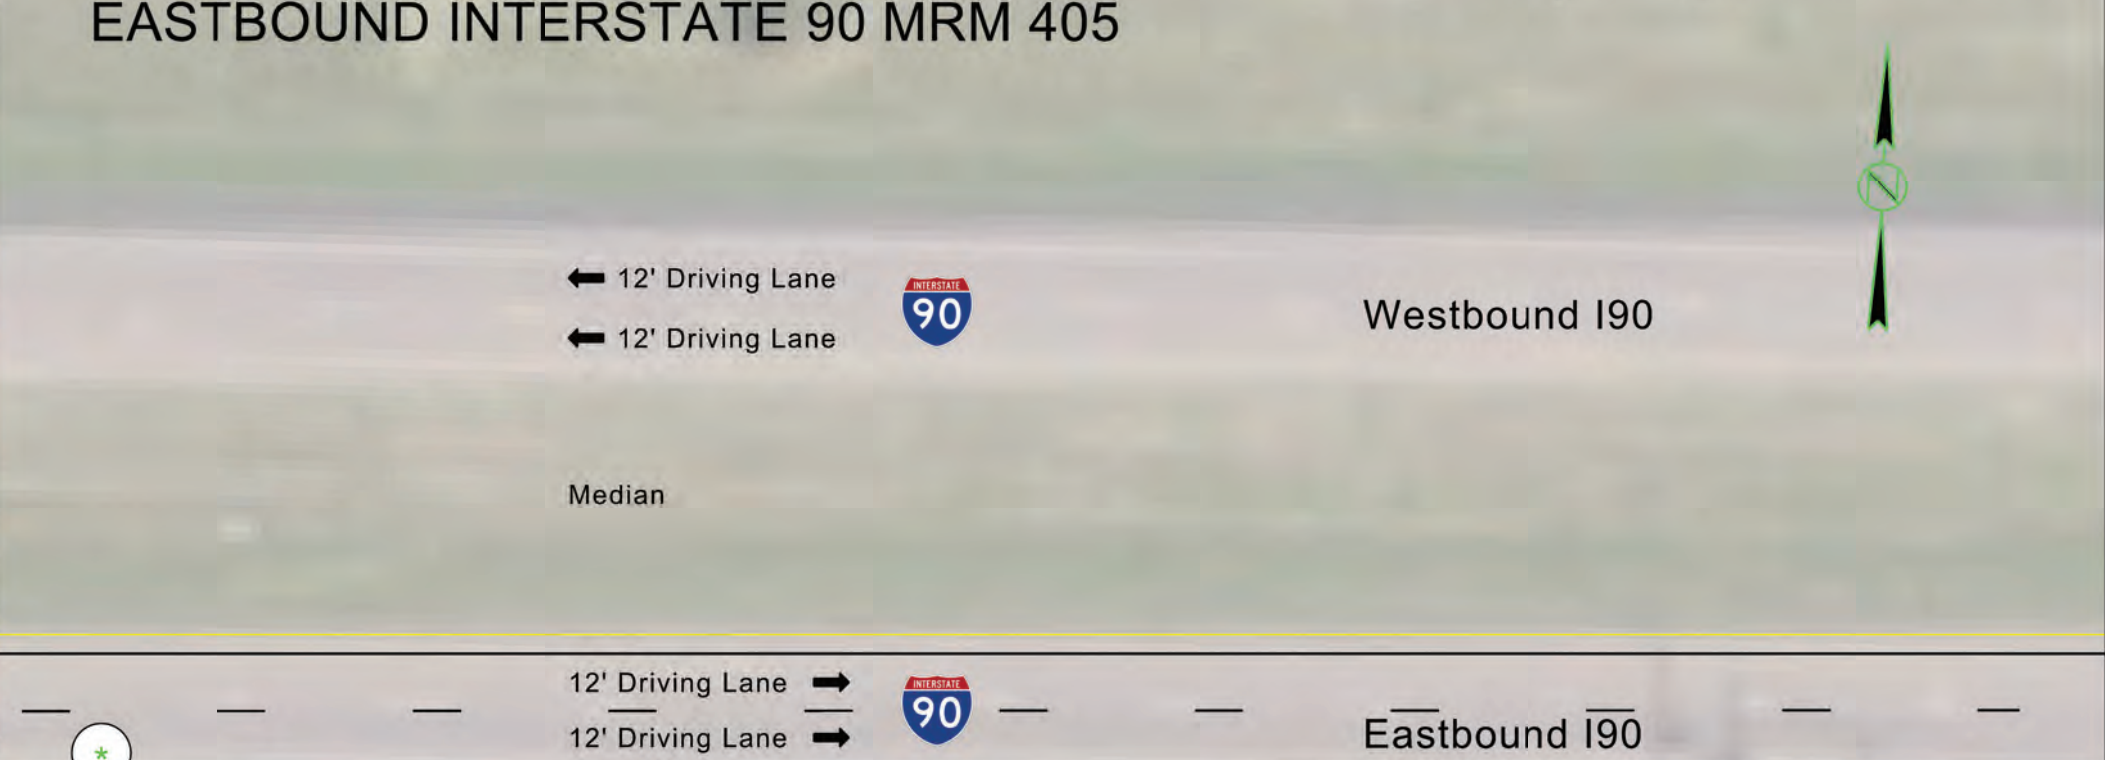 EASTBOUND INTERSTATE 90 MRM 405
N
12' Driving Lane
INTERSTATE
90
Westbound I90
12' Driving Lane
Median
12' Driving Lane
INTERSTATE
90
Eastbound I90
12' Driving Lane
*